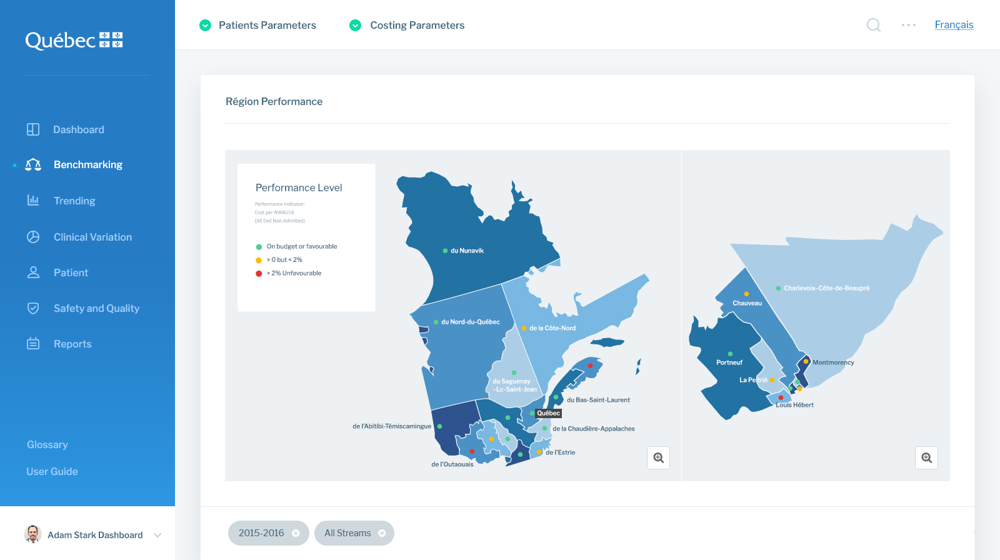 Québec
Patients Parameters
Costing Parameters
Français
Dashboard
Benchmarking
Trending
Clinical Variation
Patient
Safety and Quality
Reports
Glossary
User Guide
Adam Stark Dashboard
Région Performance
Performance Level
Performance Indicator:
Cost per NWAU16
(All Excl Non Admitted)
On budget or favourable
> 0 but < 2%
> 2% Unfavourable
du Nunavik
du Nord-du-Québec
de la Côte-Nord
du Saguenay
–Lc-Saint-Jean
du Bas-Saint-Laurent
Québec
de l'Abitibi-Témiscamingue
de la Chaudière-Appalaches
de l'Estrie
de l'Outaouais
Charlevoix–Côte-de-Beaupré
Chauveau
Portneuf
Montmorency
La Peltrié
Louis Hébert
2015-2016
All Streams